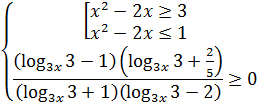 x² − 2x ≥ 3
x² − 2x ≤ 1
(log₃ₓ 3 − 1)(log₃ₓ 3 + 2/5) / (log₃ₓ 3 + 1)(log₃ₓ 3 − 2) ≥ 0